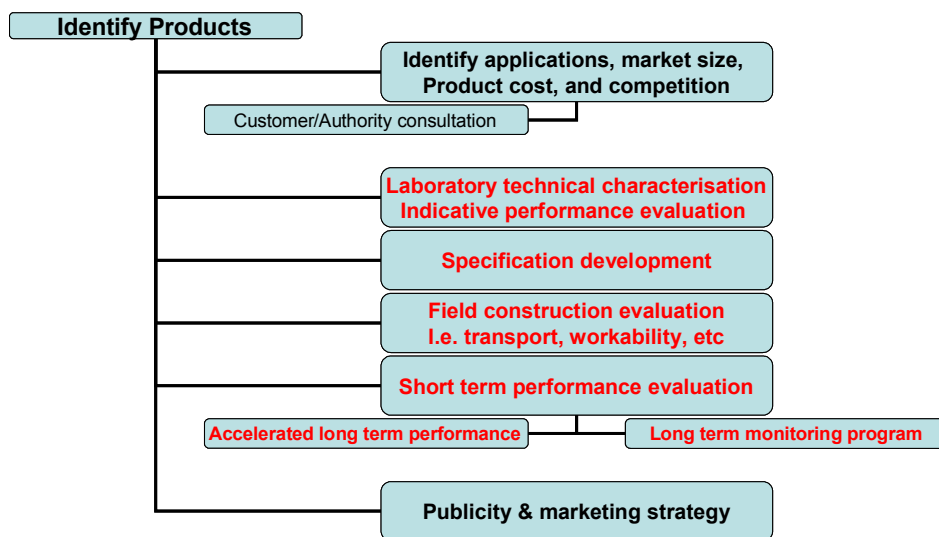 Identify Products
Identify applications, market size,
Product cost, and competition
Customer/Authority consultation
Laboratory technical characterisation
Indicative performance evaluation
Specification development
Field construction evaluation
I.e. transport, workability, etc
Short term performance evaluation
Accelerated long term performance
Long term monitoring program
Publicity & marketing strategy